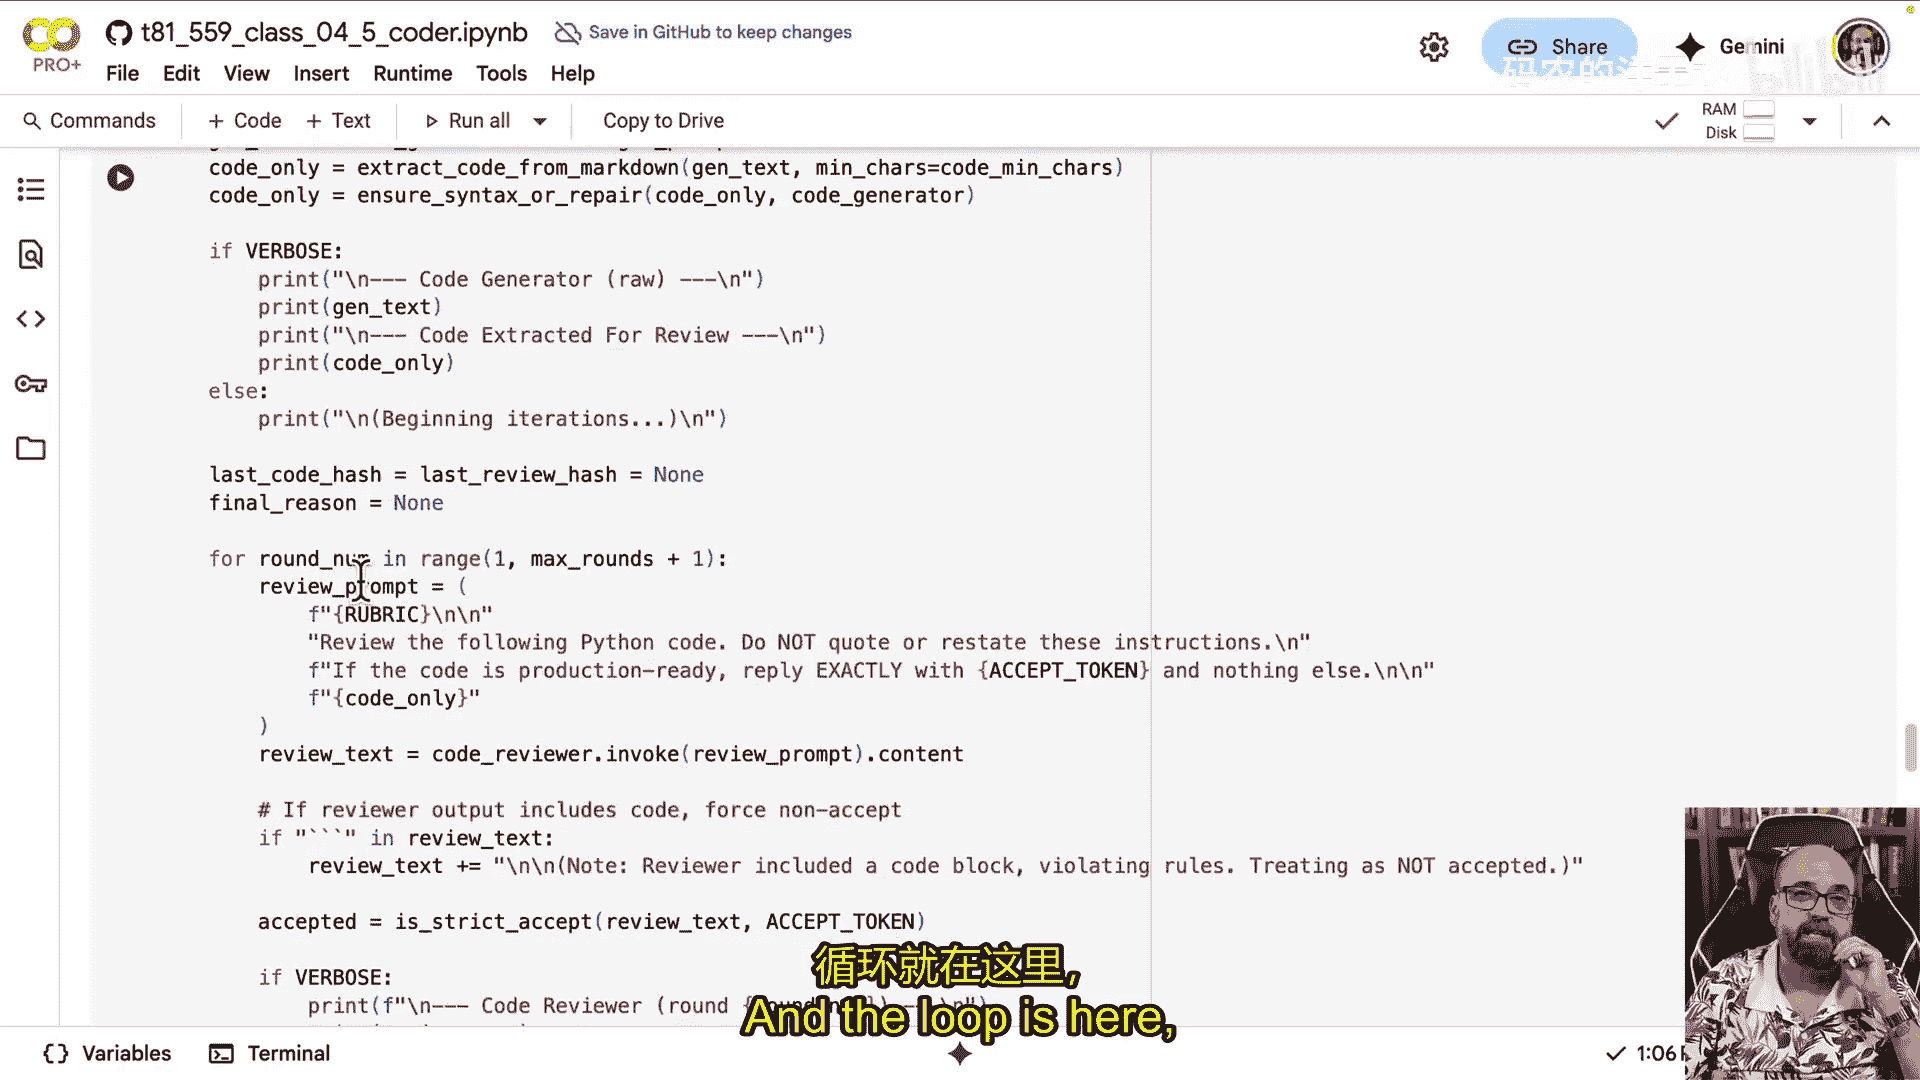 CO PRO+
t81_559_class_04_5_coder.ipynb
Save in GitHub to keep changes
Share
Gemini
File Edit View Insert Runtime Tools Help
Commands
+ Code + Text
Run all
Copy to Drive
RAM
Disk
code_only = extract_code_from_markdown(gen_text, min_chars=code_min_chars)
code_only = ensure_syntax_or_repair(code_only, code_generator)
if VERBOSE:
print("\n--- Code Generator (raw) ---\n")
print(gen_text)
print("\n--- Code Extracted For Review ---\n")
print(code_only)
else:
print("\n(Beginning iterations...)\n")
last_code_hash = last_review_hash = None
final_reason = None
for round_num in range(1, max_rounds + 1):
review_prompt = (
f"{RUBRIC}\n\n"
"Review the following Python code. Do NOT quote or restate these instructions.\n"
f"If the code is production-ready, reply EXACTLY with {ACCEPT_TOKEN} and nothing else.\n\n"
f"{code_only}"
)
review_text = code_reviewer.invoke(review_prompt).content
# If reviewer output includes code, force non-accept
if "```" in review_text:
review_text += "\n\n(Note: Reviewer included a code block, violating rules. Treating as NOT accepted.)"
accepted = is_strict_accept(review_text, ACCEPT_TOKEN)
if VERBOSE:
print(f"\n--- Code Reviewer (round
循环就在这里,
And the loop is here,
Variables
Terminal
1:06